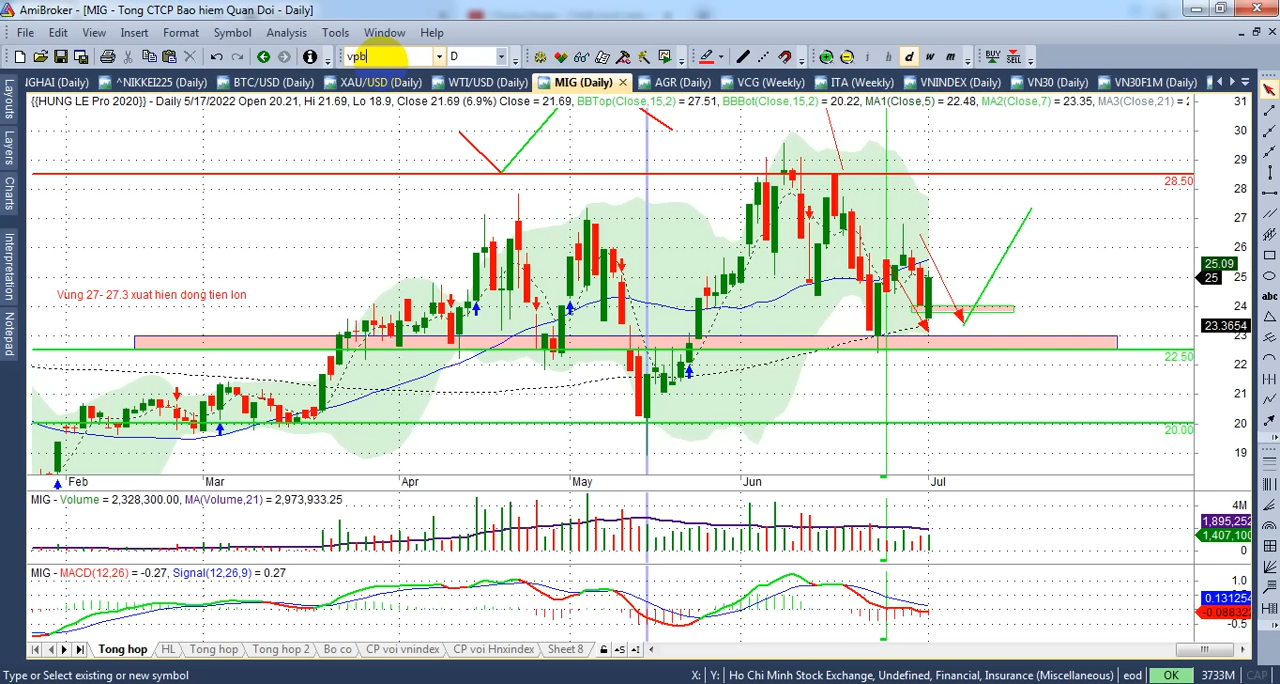 AmiBroker - [MIG - Tong CTCP Bao hiem Quan Doi - Daily]
File Edit View Insert Format Symbol Analysis Tools Window Help
vpb D i d w m BUY SELL
IGHAI (Daily) ^NIKKEI225 (Daily) BTC/USD (Daily) XAU/USD (Daily) WTI/USD (Daily) MIG (Daily) AGR (Daily) VCG (Weekly) ITA (Weekly) VNINDEX (Daily) VN30 (Daily) VN30F1M (Daily)
{{HUNG LE Pro 2020}} - Daily 5/17/2022 Open 20.21, Hi 21.69, Lo 18.9, Close 21.69 (6.9%) Close = 21.69, BBTop(Close,15,2) = 27.51, BBBot(Close,15,2) = 20.22, MA1(Close,5) = 22.48, MA2(Close,7) = 23.35, MA3(Close,21) = 2
Layouts
Layers
Charts
Interpretation
Notepad
31
30
29
28.50
28
27
26
25.09
25
25
24
23.3654
23
22.50
22
21
20.00
20
19
Vung 27- 27.3 xuat hien dong tien lon
Feb Mar Apr May Jun Jul
MIG - Volume = 2,328,300.00, MA(Volume,21) = 2,973,933.25
4M
1,895,252
1,407,100
0
MIG - MACD(12,26) = -0.27, Signal(12,26,9) = 0.27
1.0
0.131254
-0.088322
-0.5
abc
Tong hop HL Tong hop Tong hop 2 Bo co CP voi vnindex CP voi Hnxindex Sheet 8
Type or Select existing or new symbol X: Y: Ho Chi Minh Stock Exchange, Undefined, Financial, Insurance (Miscellaneous) eod OK 3733M CAP